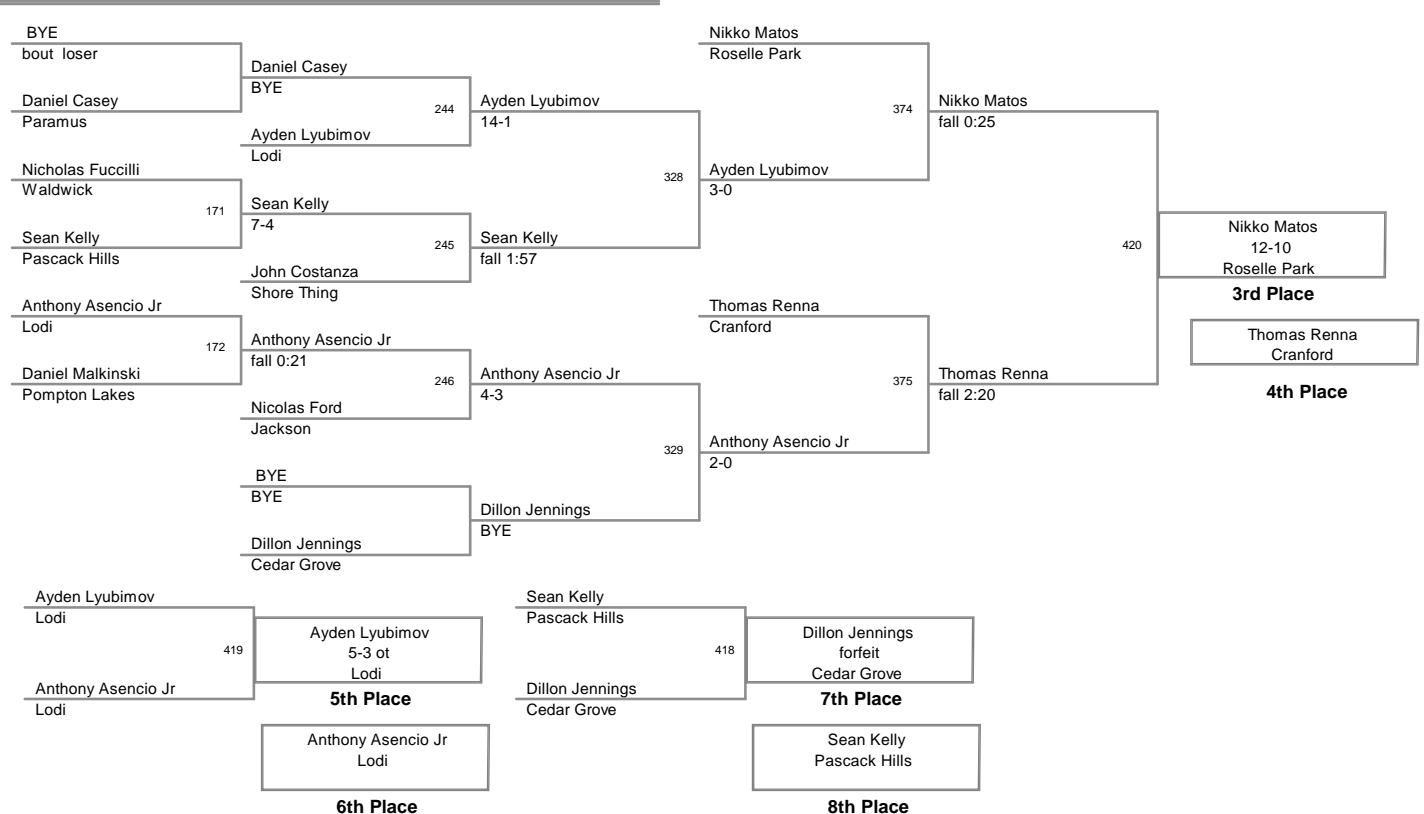 BYE
bout loser
Daniel Casey
Paramus
Nicholas Fuccilli
Waldwick
171
Sean Kelly
Pascack Hills
Anthony Asencio Jr
Lodi
172
Daniel Malkinski
Pompton Lakes
Daniel Casey
BYE
244
Ayden Lyubimov
Lodi
Sean Kelly
7-4
245
John Costanza
Shore Thing
Anthony Asencio Jr
fall 0:21
246
Nicolas Ford
Jackson
BYE
BYE
Dillon Jennings
Cedar Grove
Ayden Lyubimov
14-1
328
Sean Kelly
fall 1:57
Anthony Asencio Jr
4-3
329
Dillon Jennings
BYE
Nikko Matos
Roselle Park
374
Ayden Lyubimov
3-0
Thomas Renna
Cranford
375
Anthony Asencio Jr
2-0
Nikko Matos
fall 0:25
420
Thomas Renna
fall 2:20
Nikko Matos
12-10
Roselle Park
3rd Place
Thomas Renna
Cranford
4th Place
Ayden Lyubimov
Lodi
419
Anthony Asencio Jr
Lodi
Ayden Lyubimov
5-3 ot
Lodi
5th Place
Anthony Asencio Jr
Lodi
6th Place
Sean Kelly
Pascack Hills
418
Dillon Jennings
Cedar Grove
Dillon Jennings
forfeit
Cedar Grove
7th Place
Sean Kelly
Pascack Hills
8th Place